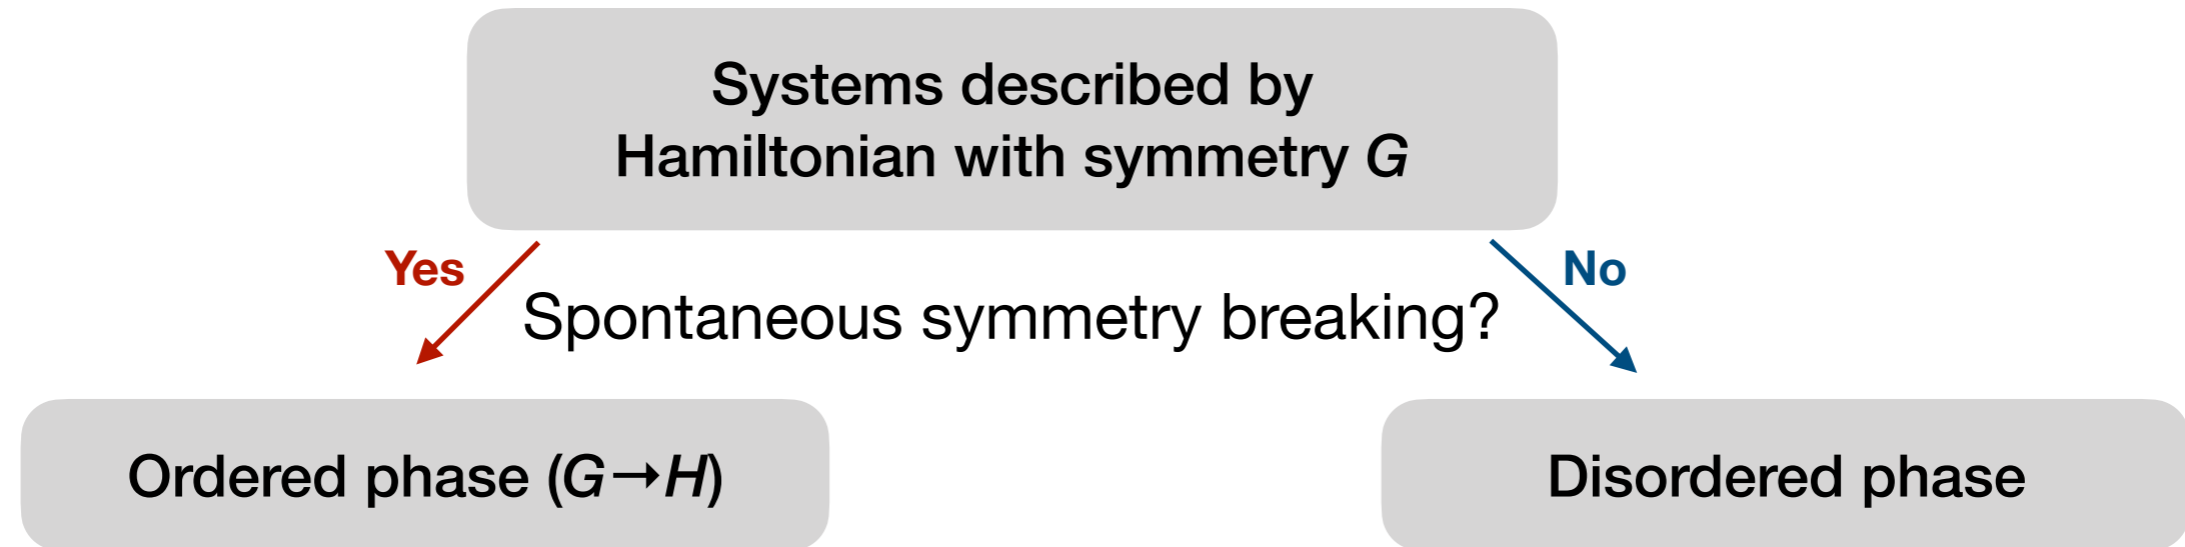 Systems described by
Hamiltonian with symmetry G
Yes
No
Spontaneous symmetry breaking?
Ordered phase (G→H)
Disordered phase